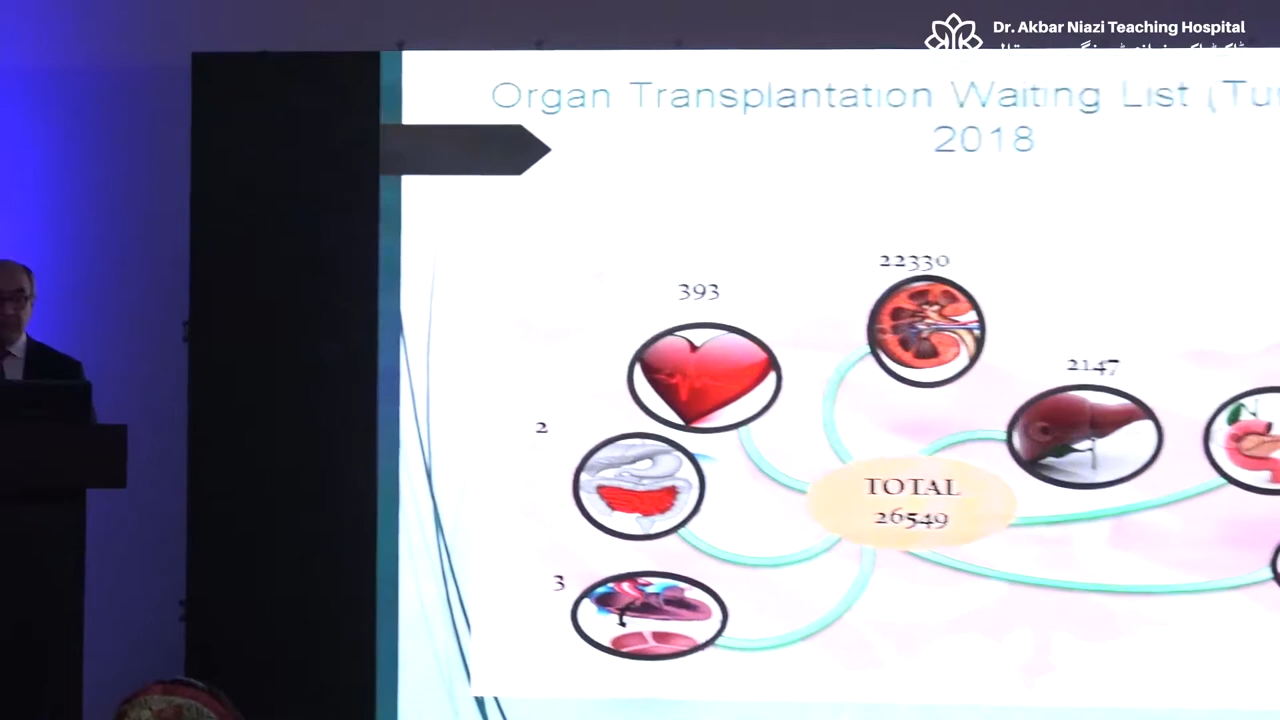 Dr. Akbar Niazi Teaching Hospital
Organ Transplantation Waiting List (Tu
2018
22330
393
2147
2
TOTAL
26549
3